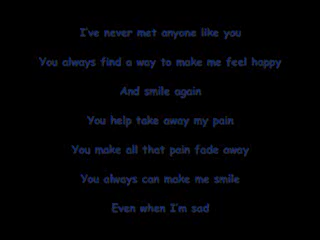 I've never met anyone like you
You always find a way to make me feel happy
And smile again
You help take away my pain
You make all that pain fade away
You always can make me smile
Even when I'm sad